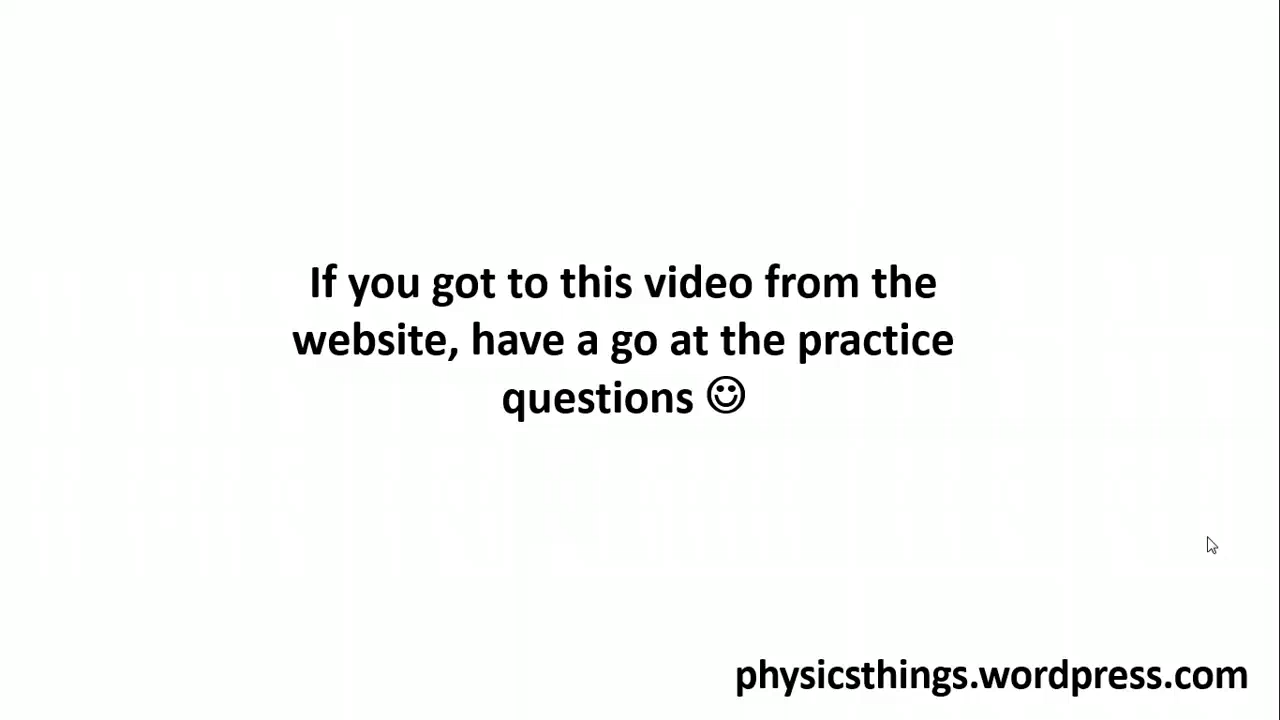 If you got to this video from the
website, have a go at the practice
questions ☺
physicsthings.wordpress.com